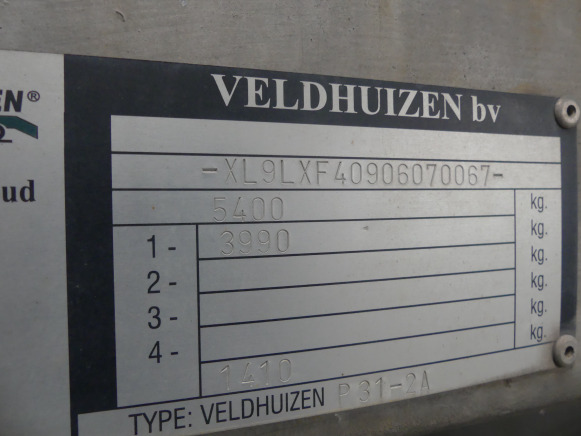 VELDHUIZEN bv
EN®
ud
-XL9LXF40906070067-
5400 kg.
1- 3990 kg.
2- kg.
3- kg.
4- kg.
1410
TYPE: VELDHUIZEN P31-2A